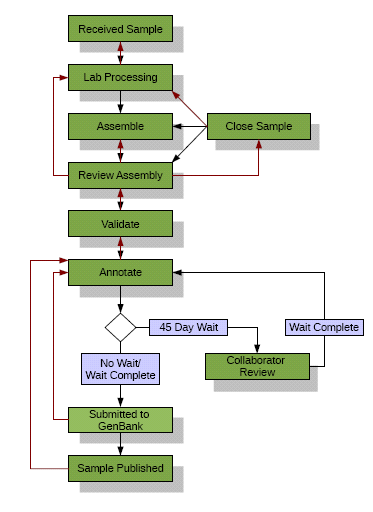 Received Sample
Lab Processing
Assemble
Close Sample
Review Assembly
Validate
Annotate
45 Day Wait
Wait Complete
No Wait/
Wait Complete
Collaborator
Review
Submitted to
GenBank
Sample Published